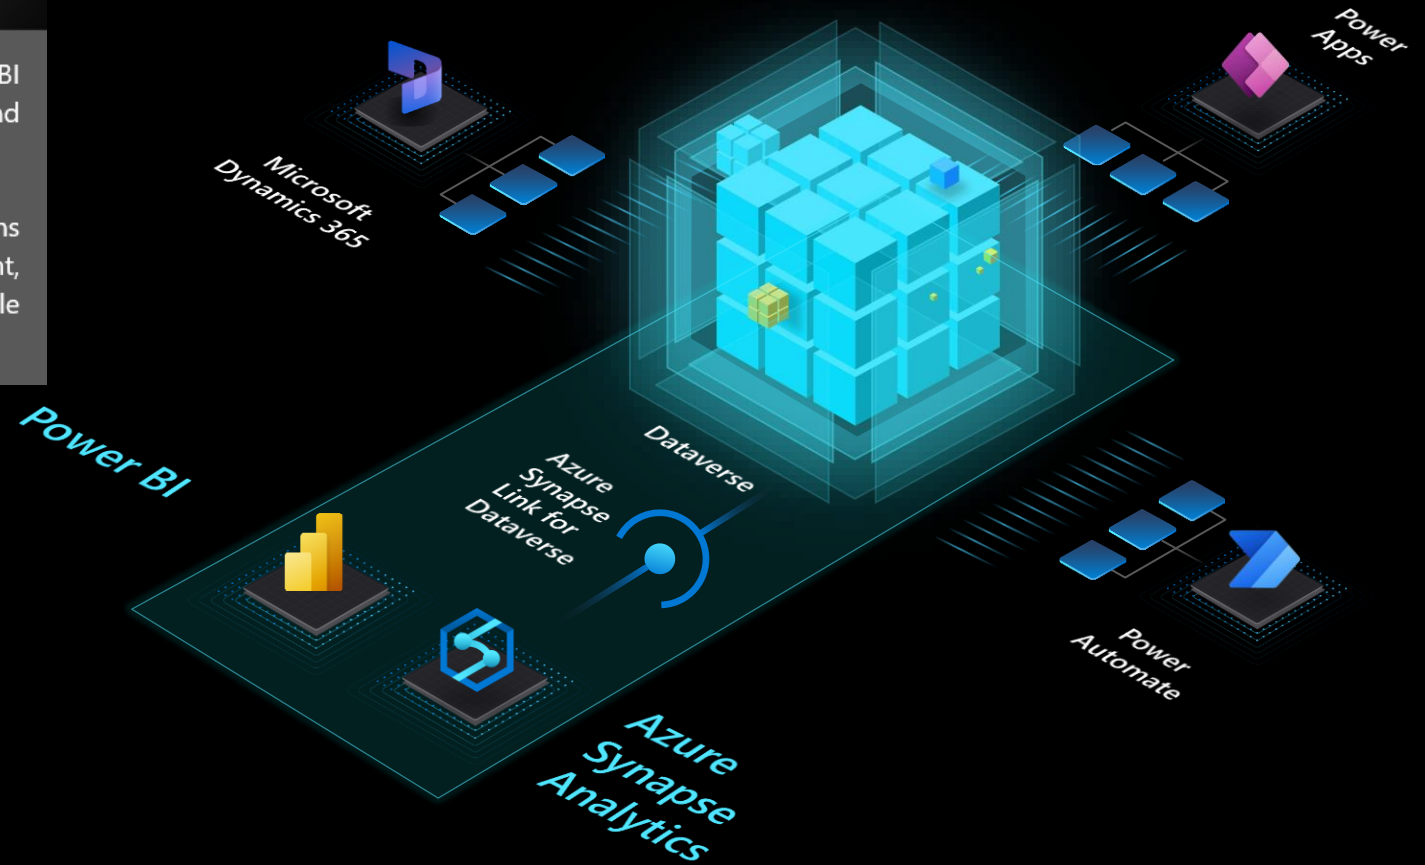 BI
nd
ns
nt,
le
Power
Apps
Microsoft
Dynamics 365
Power BI
Dataverse
Azure
Synapse
Link for
Dataverse
Power
Automate
Azure
Synapse
Analytics